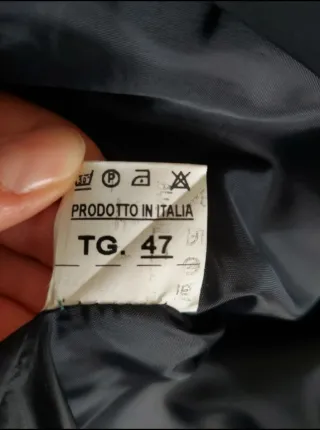 P
PRODOTTO IN ITALIA
TG. 47